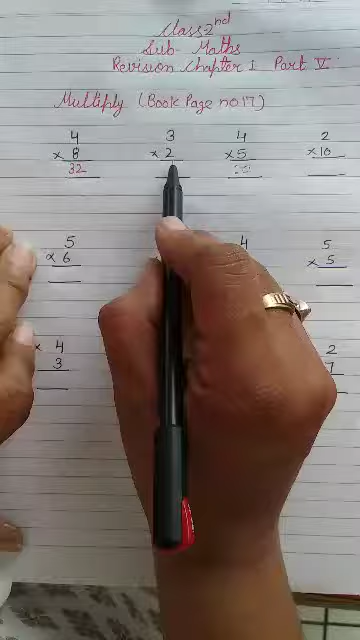 Class 2nd
Sub- Maths
Revision Chapter 1 Part V
Multiply (Book Page no 17)
4 3 4 2
× 8 × 2 × 5 × 10
32
5 4 5
× 6 × 5
× 4 2
3